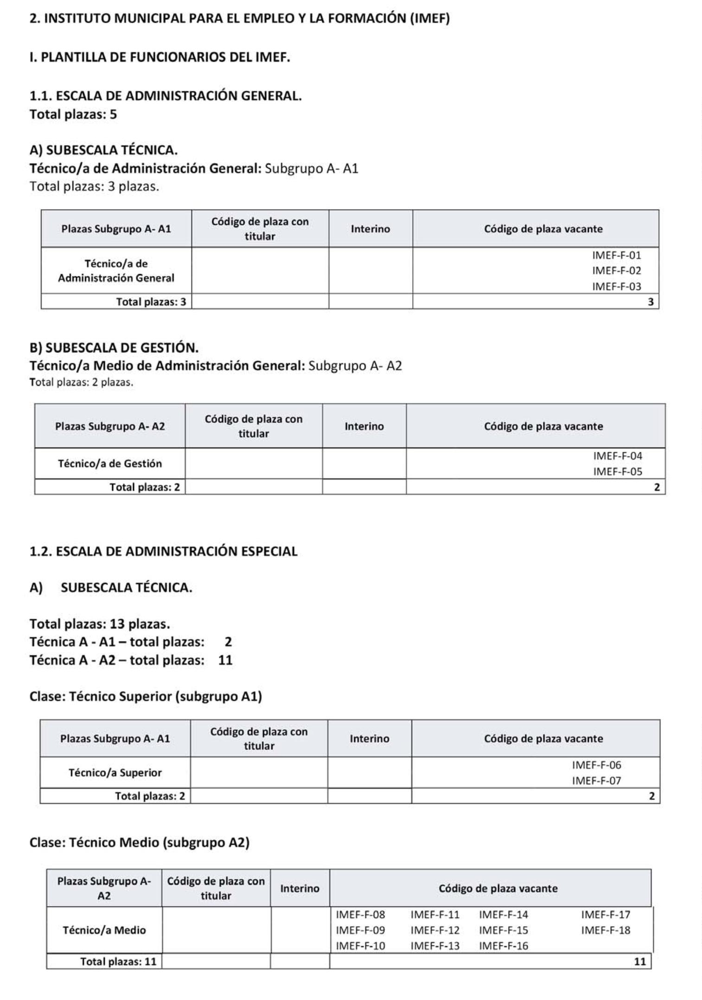 2. INSTITUTO MUNICIPAL PARA EL EMPLEO Y LA FORMACIÓN (IMEF)
I. PLANTILLA DE FUNCIONARIOS DEL IMEF.
1.1. ESCALA DE ADMINISTRACIÓN GENERAL.
Total plazas: 5
A) SUBESCALA TÉCNICA.
Técnico/a de Administración General: Subgrupo A- A1
Total plazas: 3 plazas.
Plazas Subgrupo A- A1 Código de plaza con titular Interino Código de plaza vacante
Técnico/a de Administración General
IMEF-F-01
IMEF-F-02
IMEF-F-03
Total plazas: 3 3
B) SUBESCALA DE GESTIÓN.
Técnico/a Medio de Administración General: Subgrupo A- A2
Total plazas: 2 plazas.
Plazas Subgrupo A- A2 Código de plaza con titular Interino Código de plaza vacante
Técnico/a de Gestión
IMEF-F-04
IMEF-F-05
Total plazas: 2 2
1.2. ESCALA DE ADMINISTRACIÓN ESPECIAL
A) SUBESCALA TÉCNICA.
Total plazas: 13 plazas.
Técnica A - A1 – total plazas: 2
Técnica A - A2 – total plazas: 11
Clase: Técnico Superior (subgrupo A1)
Plazas Subgrupo A- A1 Código de plaza con titular Interino Código de plaza vacante
Técnico/a Superior
IMEF-F-06
IMEF-F-07
Total plazas: 2 2
Clase: Técnico Medio (subgrupo A2)
Plazas Subgrupo A- A2 Código de plaza con titular Interino Código de plaza vacante
Técnico/a Medio
IMEF-F-08 IMEF-F-11 IMEF-F-14 IMEF-F-17
IMEF-F-09 IMEF-F-12 IMEF-F-15 IMEF-F-18
IMEF-F-10 IMEF-F-13 IMEF-F-16
Total plazas: 11 11